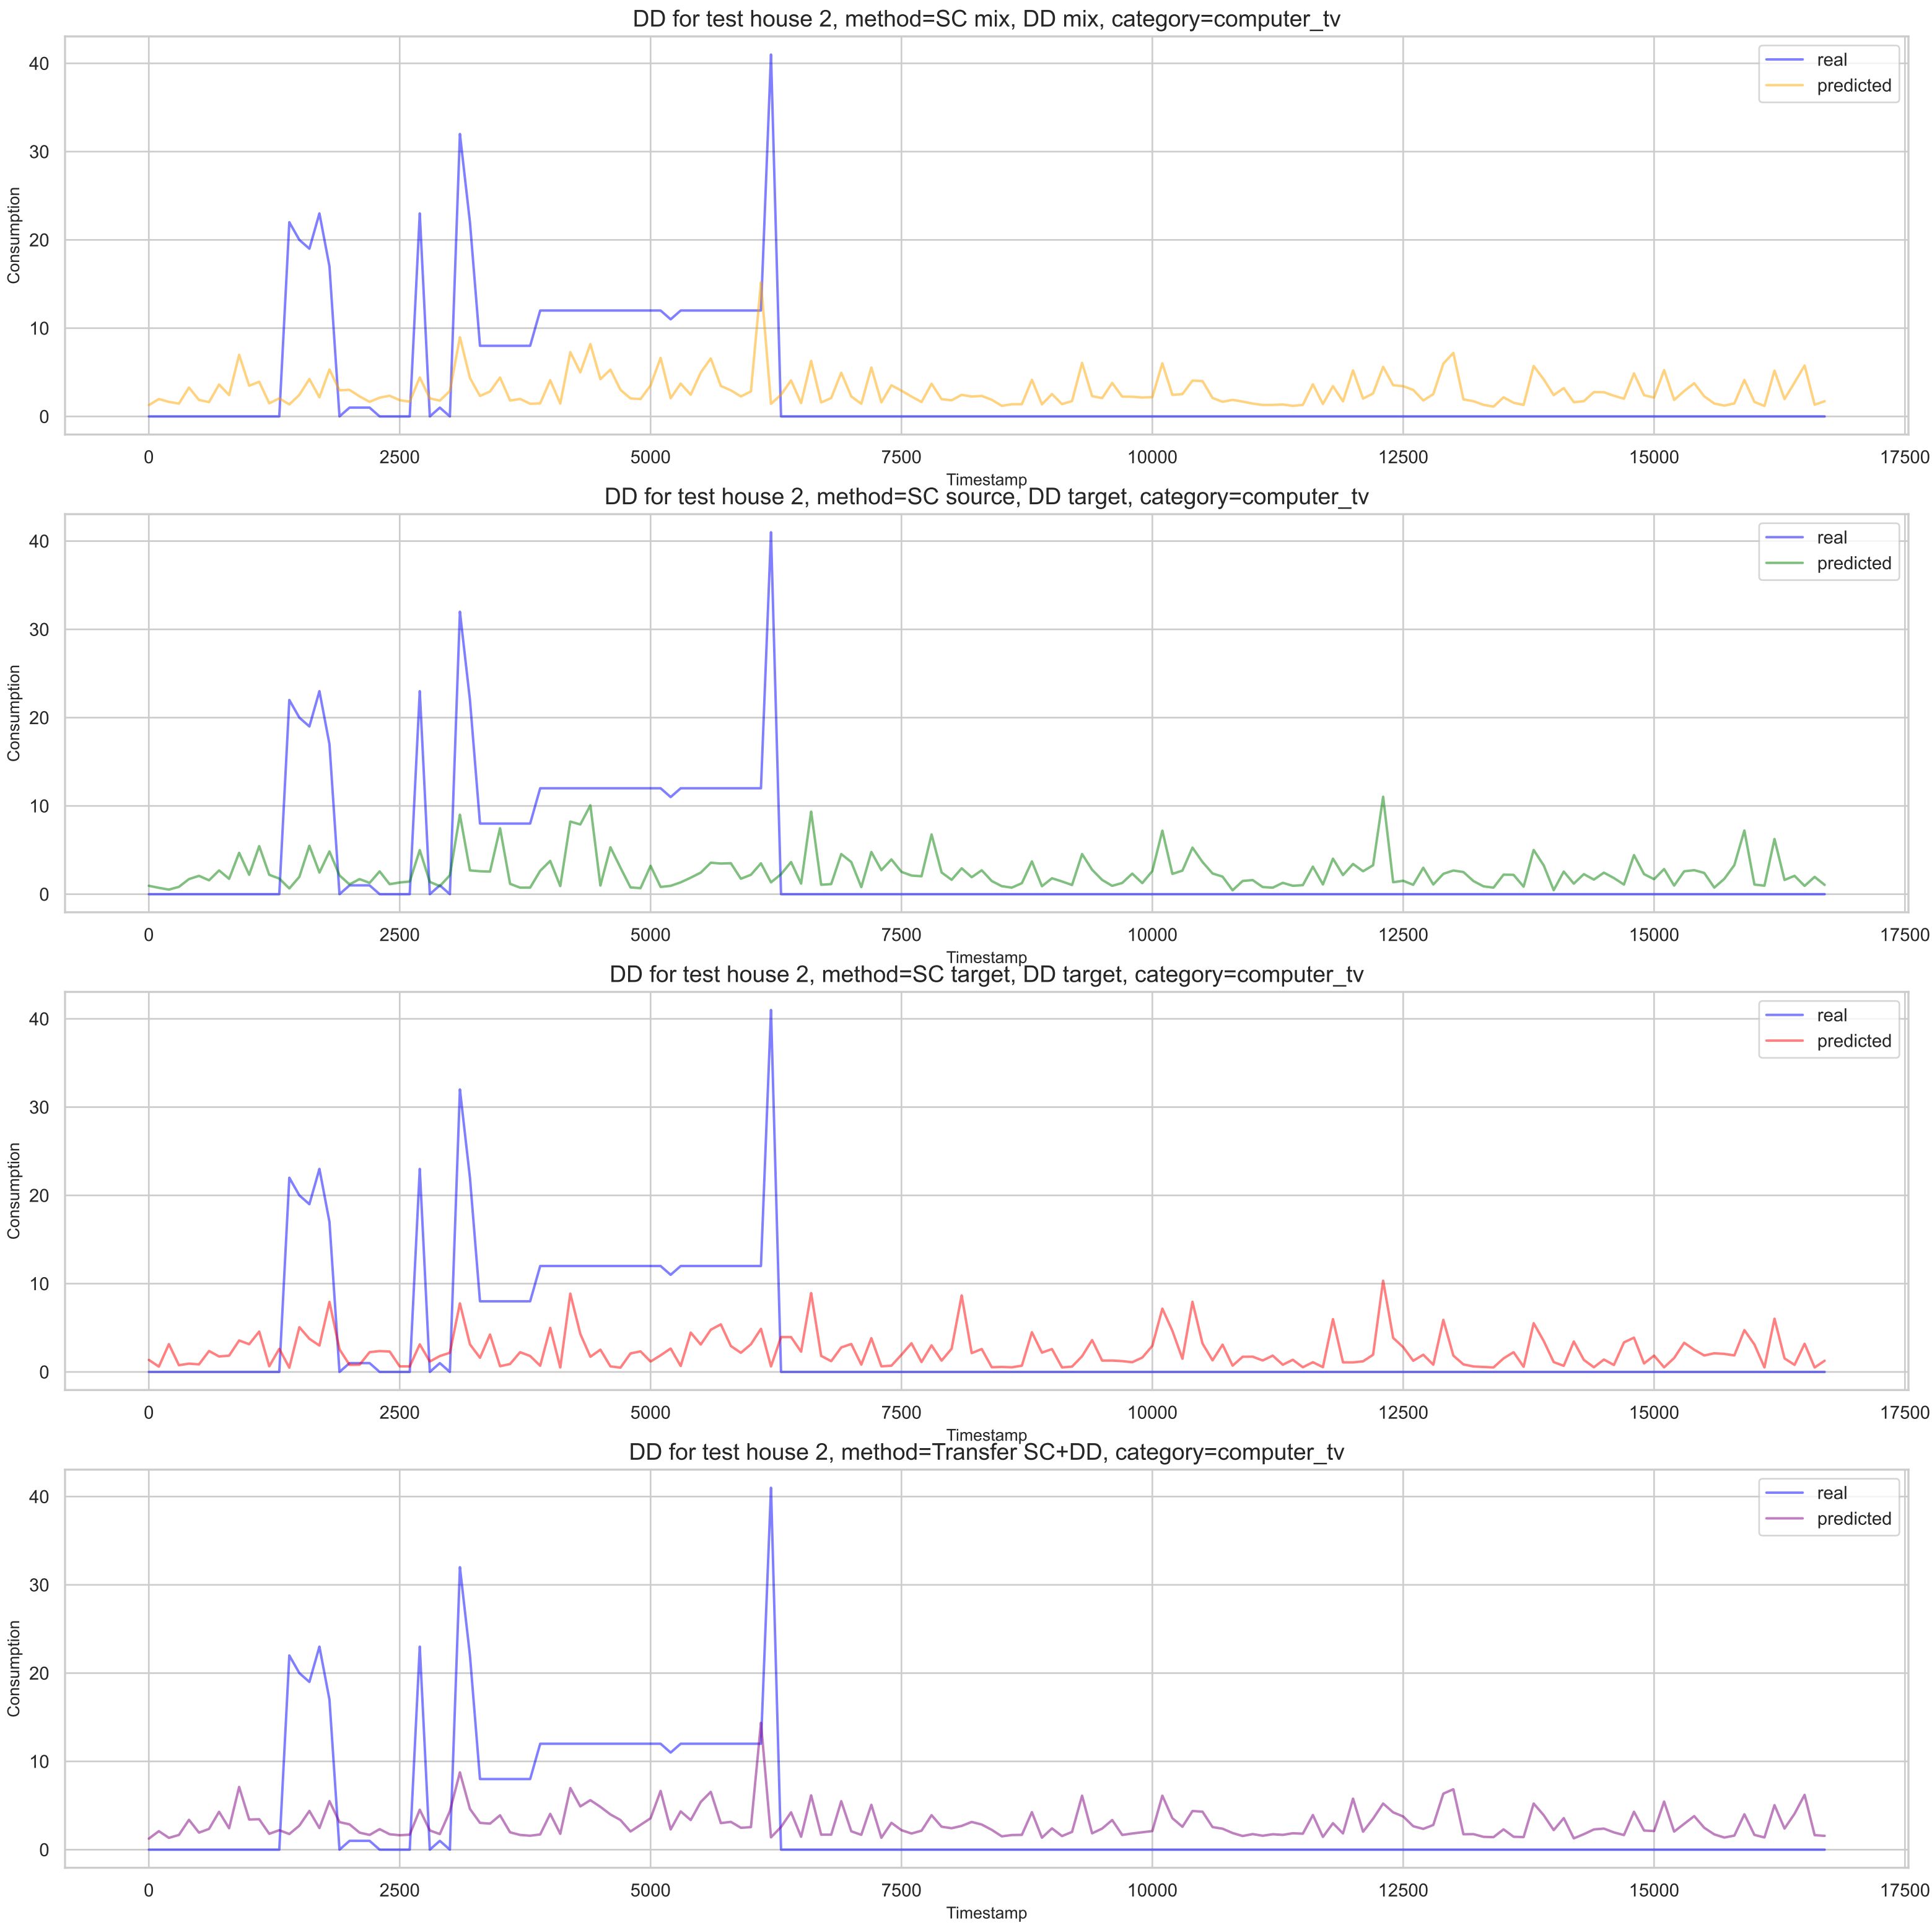 DD for test house 2, method=SC mix, DD mix, category=computer_tv
real
predicted
Consumption
40
30
20
10
0
0 2500 5000 7500 10000 12500 15000 17500
Timestamp
DD for test house 2, method=SC source, DD target, category=computer_tv
real
predicted
Consumption
40
30
20
10
0
0 2500 5000 7500 10000 12500 15000 17500
Timestamp
DD for test house 2, method=SC target, DD target, category=computer_tv
real
predicted
Consumption
40
30
20
10
0
0 2500 5000 7500 10000 12500 15000 17500
Timestamp
DD for test house 2, method=Transfer SC+DD, category=computer_tv
real
predicted
Consumption
40
30
20
10
0
0 2500 5000 7500 10000 12500 15000 17500
Timestamp